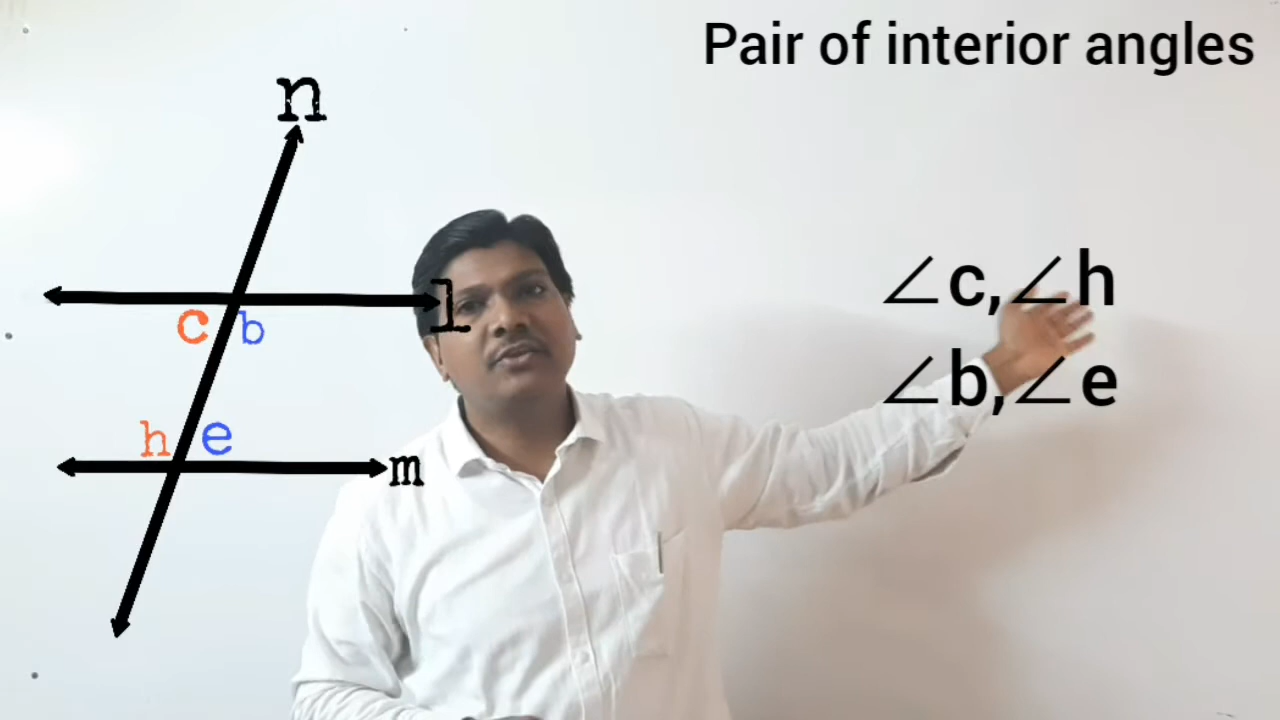 Pair of interior angles
n
l
c b
h e
m
∠c,∠h
∠b,∠e